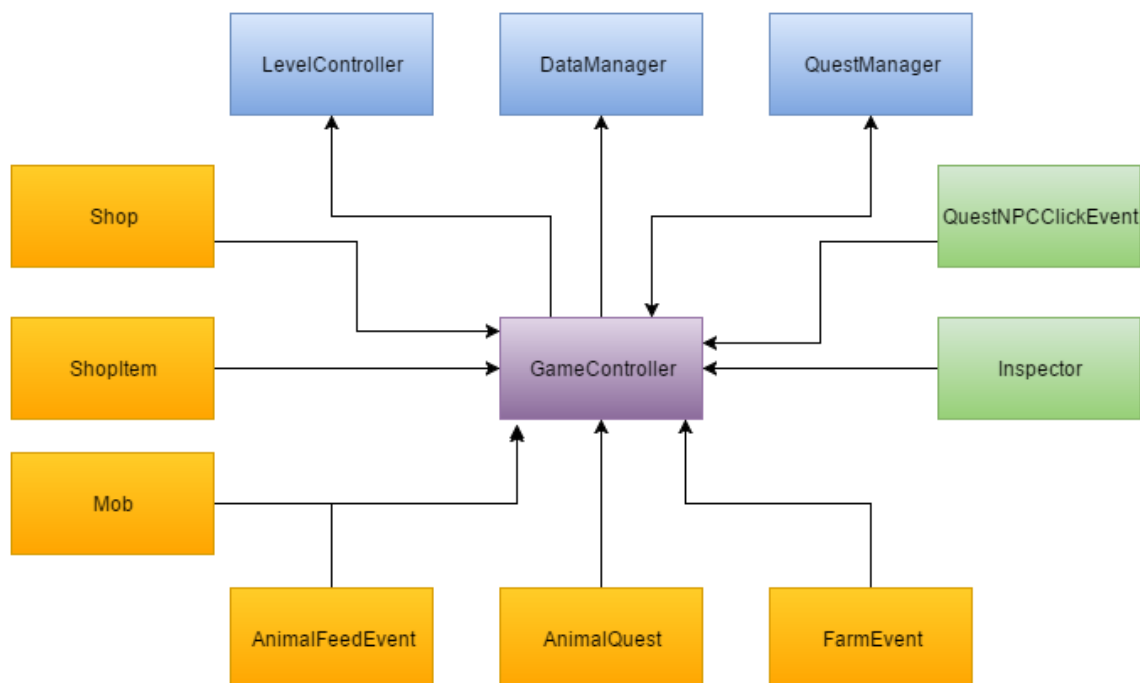 LevelController
DataManager
QuestManager
Shop
QuestNPCClickEvent
ShopItem
GameController
Inspector
Mob
AnimalFeedEvent
AnimalQuest
FarmEvent